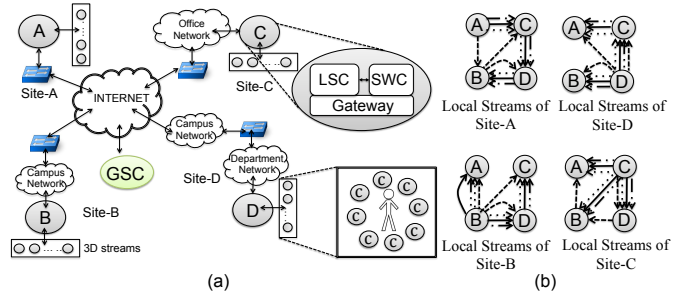 A
Site-A
Office
Network
C
Site-C
LSC
SWC
Gateway
INTERNET
Campus
Network
GSC
Campus
Network
B
Site-B
3D streams
Department
Network
Site-D
D
C
C
C
C
C
C
C
C
C
(a)
A
C
B
D
Local Streams of
Site-A
A
C
B
D
Local Streams of
Site-D
A
C
B
D
Local Streams of
Site-B
A
C
B
D
Local Streams of
Site-C
(b)